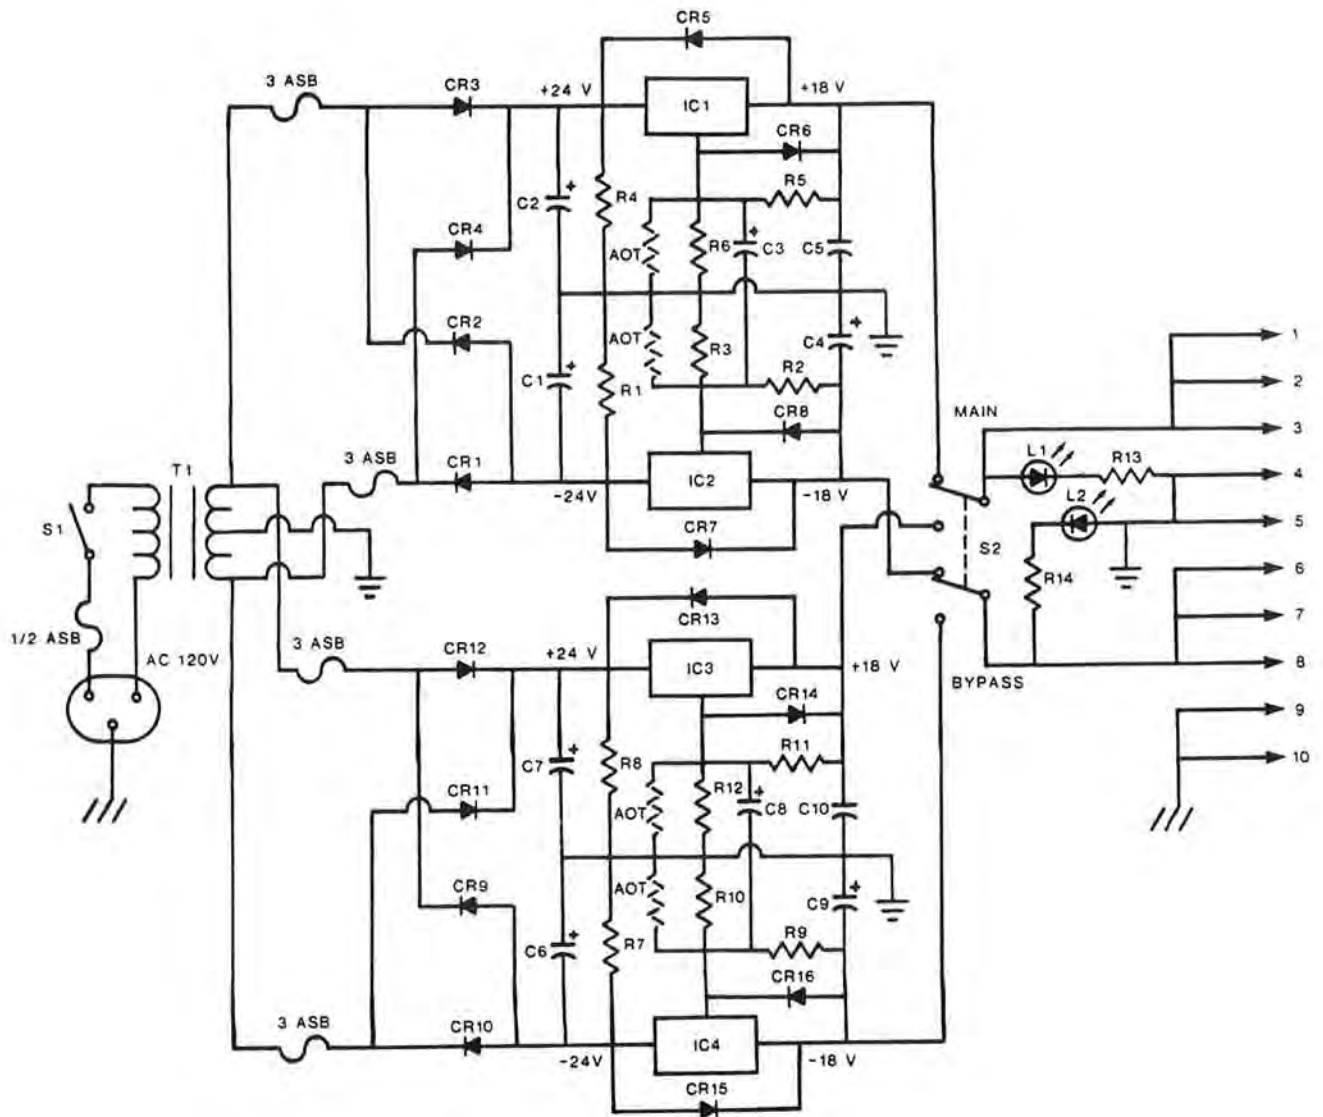 CR5
3 ASB
CR3
+24 V
IC1
+18 V
CR6
R5
C2
R4
AOT
R6
C3
C5
CR4
CR2
AOT
R3
C4
C1
R1
R2
CR8
MAIN
3 ASB
CR1
-24V
IC2
-18 V
T1
S1
CR7
L1
R13
L2
S2
R14
1
2
3
4
5
6
7
8
9
10
1/2 ASB
AC 120V
3 ASB
CR12
CR13
+24 V
IC3
+18 V
BYPASS
CR14
R11
C7
R8
AOT
R12
C8
C10
CR11
CR9
AOT
R10
C9
C6
R7
R9
CR16
3 ASB
CR10
-24V
IC4
-18 V
CR15